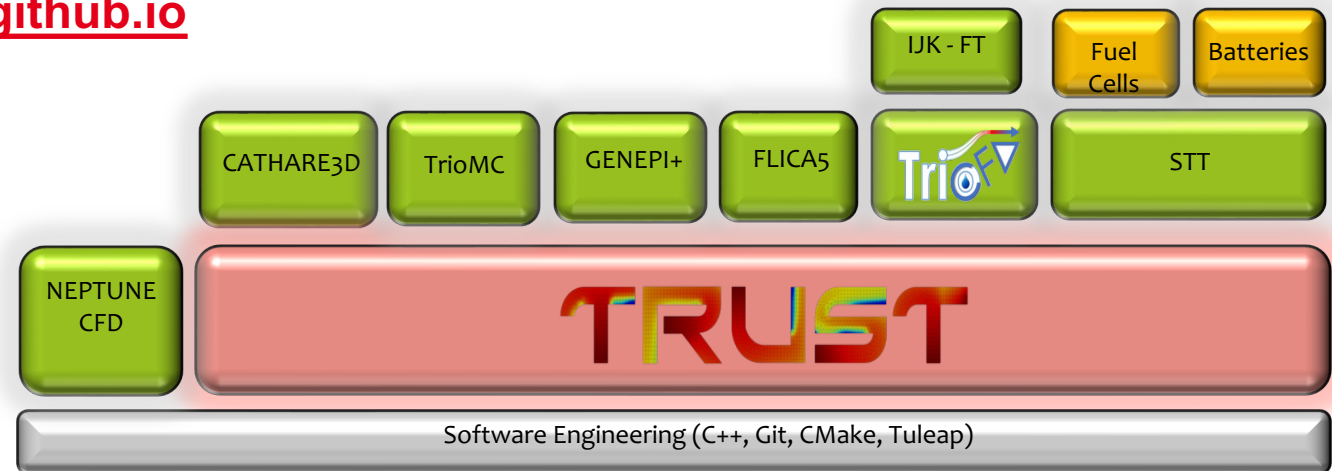 github.io
IJK - FT
Fuel
Cells
Batteries
CATHARE3D
TrioMC
GENEPI+
FLICA5
TrioCFD
STT
NEPTUNE
CFD
TRUST
Software Engineering (C++, Git, CMake, Tuleap)